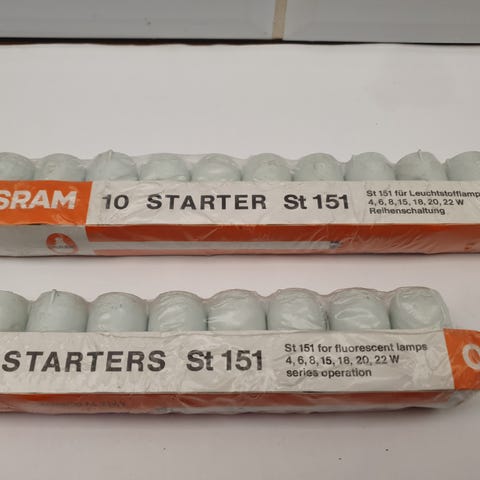 SRAM
10 STARTER St 151
St 151 für Leuchtstofflamp
4, 6, 8, 15, 18, 20, 22 W
Reihenschaltung
STARTERS St 151
St 151 for fluorescent lamps
4, 6, 8, 15, 18, 20, 22 W
series operation
O